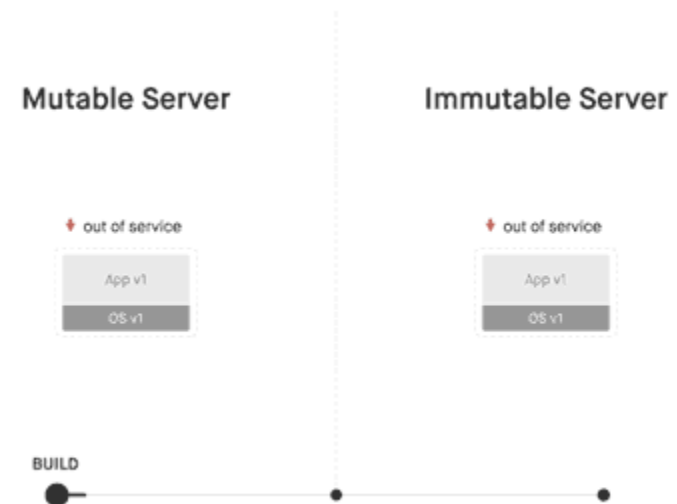 Mutable Server
out of service
App v1
OS v1
Immutable Server
out of service
App v1
OS v1
BUILD